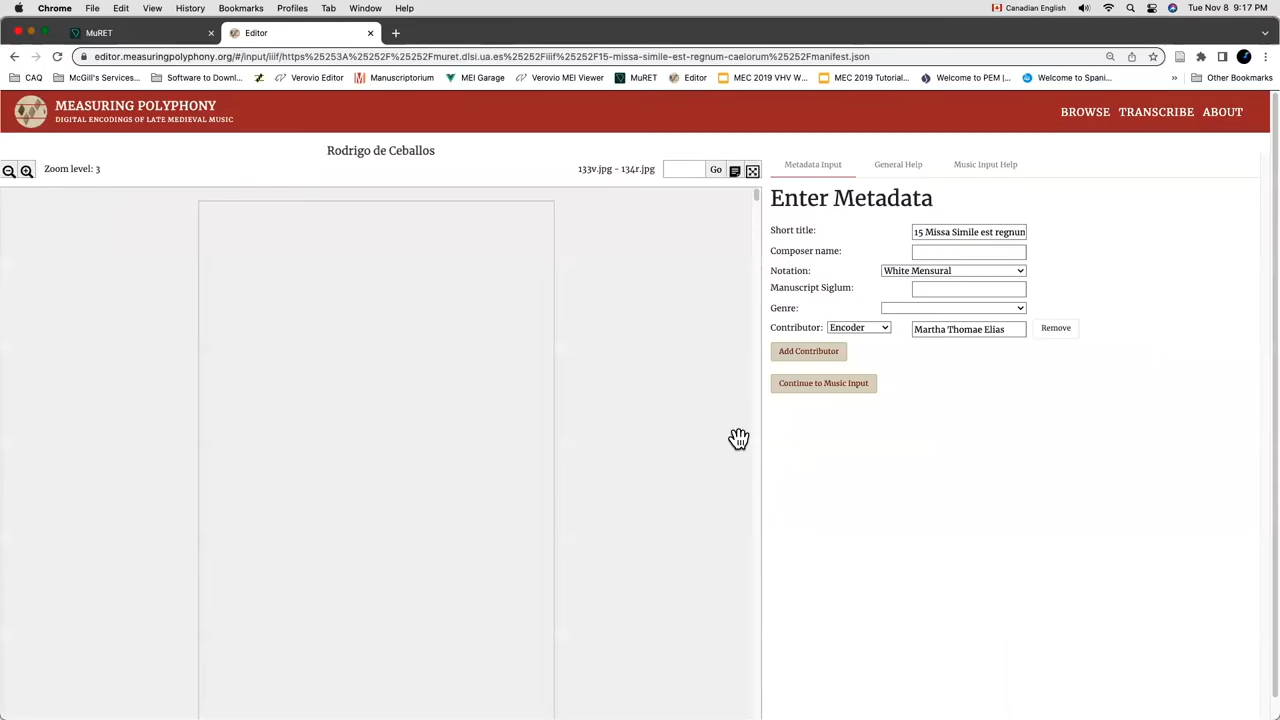 Chrome File Edit View History Bookmarks Profiles Tab Window Help Canadian English Tue Nov 8 9:17 PM
MuRET Editor
editor.measuringpolyphony.org/#/input/iiif/https%25253A%25252F%25252Fmuret.dlsi.ua.es%25252Fiiif%25252F15-missa-simile-est-regnum-caelorum%25252Fmanifest.json
CAQ McGill's Services... Software to Downl... Verovio Editor Manuscriptorium MEI Garage Verovio MEI Viewer MuRET Editor MEC 2019 VHV W... MEC 2019 Tutorial... Welcome to PEM |... Welcome to Spani... » Other Bookmarks
MEASURING POLYPHONY
DIGITAL ENCODINGS OF LATE MEDIEVAL MUSIC
BROWSE TRANSCRIBE ABOUT
Rodrigo de Ceballos
Zoom level: 3 133v.jpg - 134r.jpg Go
Metadata Input General Help Music Input Help
Enter Metadata
Short title: 15 Missa Simile est regnun
Composer name:
Notation: White Mensural
Manuscript Siglum:
Genre:
Contributor: Encoder Martha Thomae Elias Remove
Add Contributor
Continue to Music Input